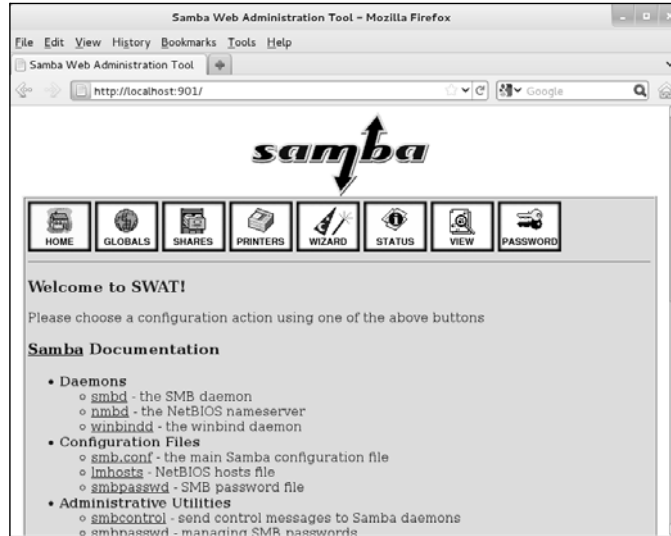 Samba Web Administration Tool – Mozilla Firefox
File Edit View History Bookmarks Tools Help
Samba Web Administration Tool
http://localhost:901/
Google
samba
HOME GLOBALS SHARES PRINTERS WIZARD STATUS VIEW PASSWORD
Welcome to SWAT!
Please choose a configuration action using one of the above buttons
Samba Documentation
• Daemons
◦ smbd - the SMB daemon
◦ nmbd - the NetBIOS nameserver
◦ winbindd - the winbind daemon
• Configuration Files
◦ smb.conf - the main Samba configuration file
◦ lmhosts - NetBIOS hosts file
◦ smbpasswd - SMB password file
• Administrative Utilities
◦ smbcontrol - send control messages to Samba daemons
◦ smbpasswd - managing SMB passwords